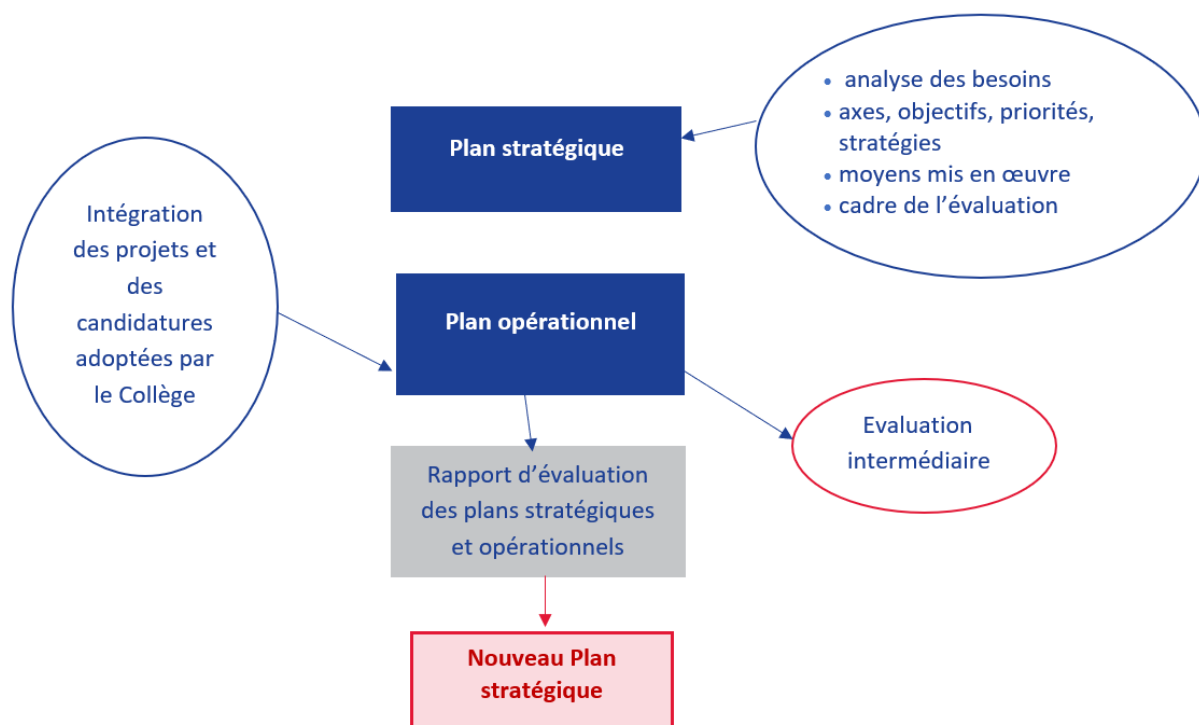 Plan stratégique
• analyse des besoins
• axes, objectifs, priorités,
stratégies
• moyens mis en œuvre
• cadre de l’évaluation
Intégration
des projets et
des
candidatures
adoptées par
le Collège
Plan opérationnel
Evaluation
intermédiaire
Rapport d’évaluation
des plans stratégiques
et opérationnels
Nouveau Plan
stratégique